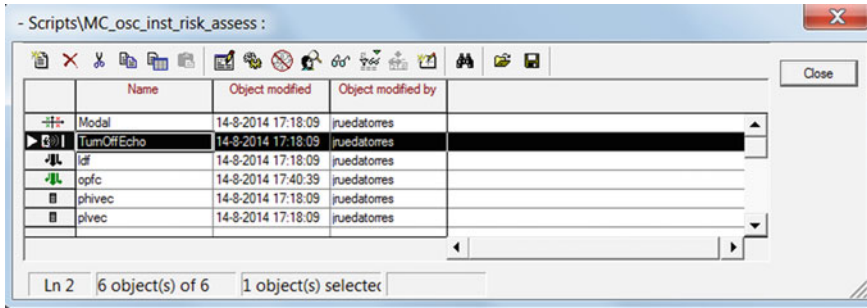 - Scripts\MC_osc_inst_risk_assess :
Close
Name Object modified Object modified by
Modal 14-8-2014 17:18:09 jruedatorres
TurnOffEcho 14-8-2014 17:18:09 jruedatorres
ldf 14-8-2014 17:18:09 jruedatorres
opfc 14-8-2014 17:40:39 jruedatorres
phivec 14-8-2014 17:18:09 jruedatorres
plvec 14-8-2014 17:18:09 jruedatorres
Ln 2 6 object(s) of 6 1 object(s) selected